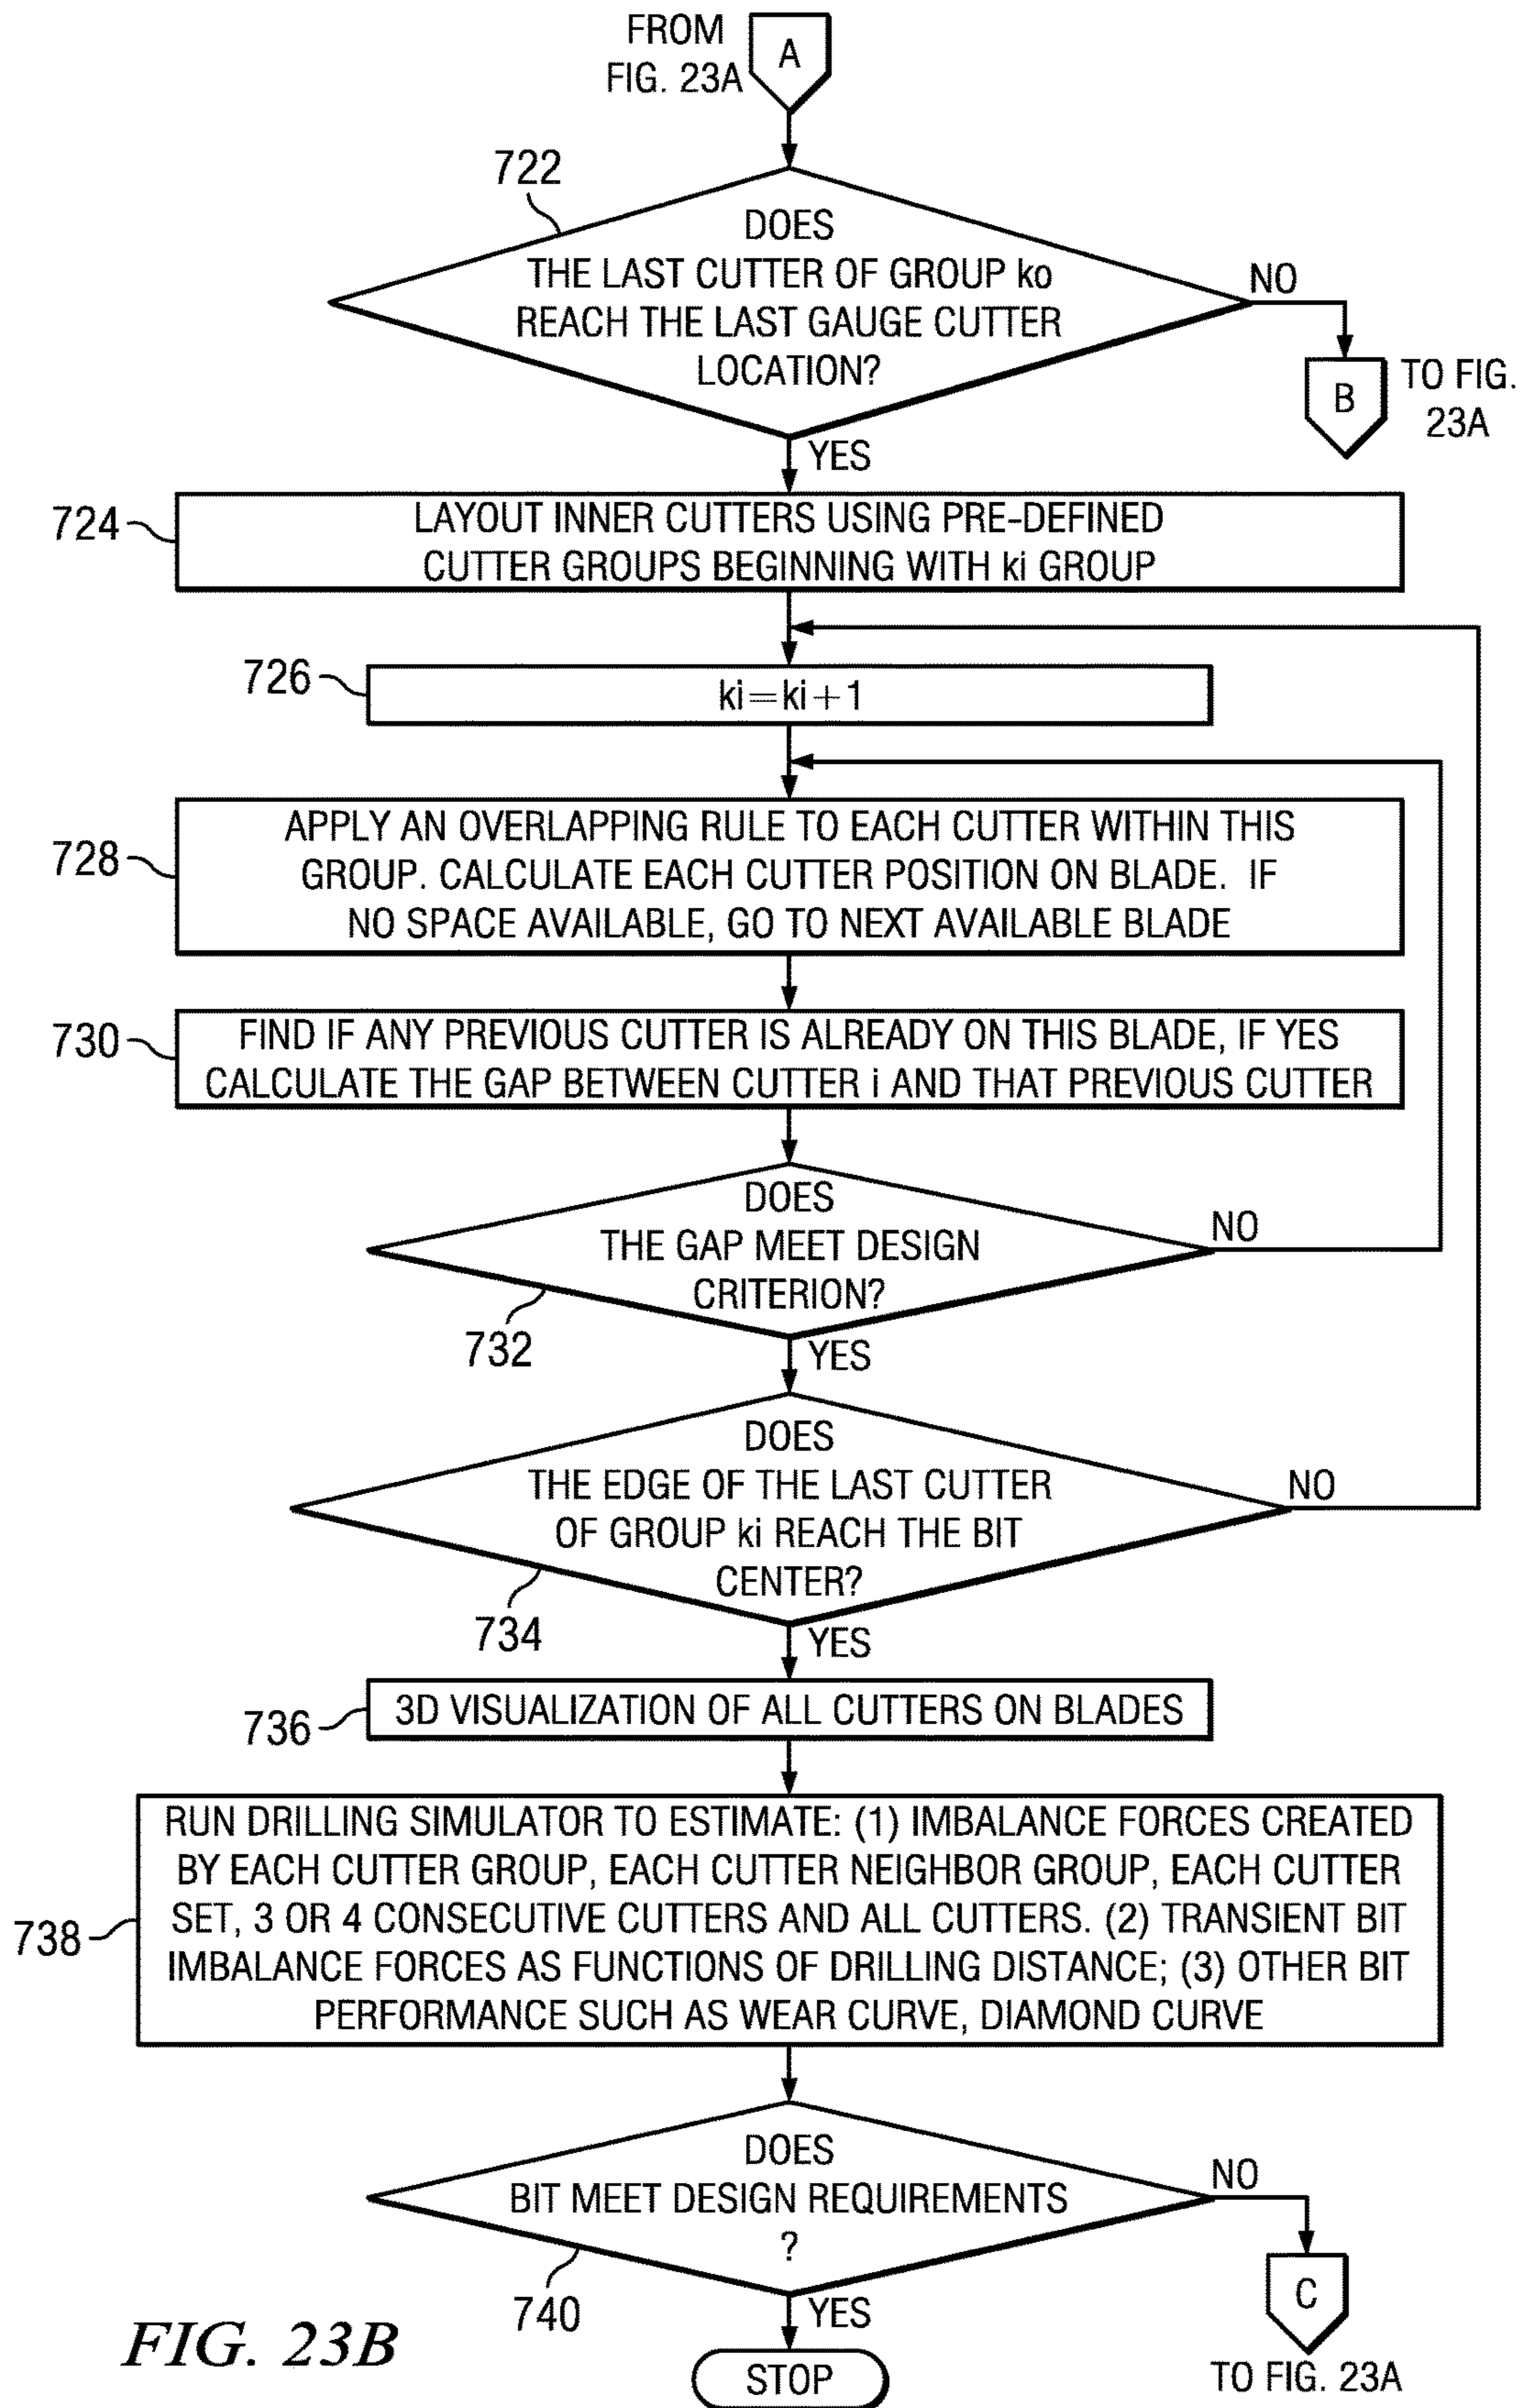 FROM
FIG. 23A
A
722
DOES
THE LAST CUTTER OF GROUP ko
REACH THE LAST GAUGE CUTTER
LOCATION?
NO
B
TO FIG.
23A
YES
724
LAYOUT INNER CUTTERS USING PRE-DEFINED
CUTTER GROUPS BEGINNING WITH ki GROUP
726
ki=ki+1
728
APPLY AN OVERLAPPING RULE TO EACH CUTTER WITHIN THIS
GROUP. CALCULATE EACH CUTTER POSITION ON BLADE. IF
NO SPACE AVAILABLE, GO TO NEXT AVAILABLE BLADE
730
FIND IF ANY PREVIOUS CUTTER IS ALREADY ON THIS BLADE, IF YES
CALCULATE THE GAP BETWEEN CUTTER i AND THAT PREVIOUS CUTTER
DOES
THE GAP MEET DESIGN
CRITERION?
NO
732
YES
DOES
THE EDGE OF THE LAST CUTTER
OF GROUP ki REACH THE BIT
CENTER?
NO
734
YES
736
3D VISUALIZATION OF ALL CUTTERS ON BLADES
738
RUN DRILLING SIMULATOR TO ESTIMATE: (1) IMBALANCE FORCES CREATED
BY EACH CUTTER GROUP, EACH CUTTER NEIGHBOR GROUP, EACH CUTTER
SET, 3 OR 4 CONSECUTIVE CUTTERS AND ALL CUTTERS. (2) TRANSIENT BIT
IMBALANCE FORCES AS FUNCTIONS OF DRILLING DISTANCE; (3) OTHER BIT
PERFORMANCE SUCH AS WEAR CURVE, DIAMOND CURVE
DOES
BIT MEET DESIGN REQUIREMENTS
?
NO
740
YES
C
TO FIG. 23A
STOP
FIG. 23B